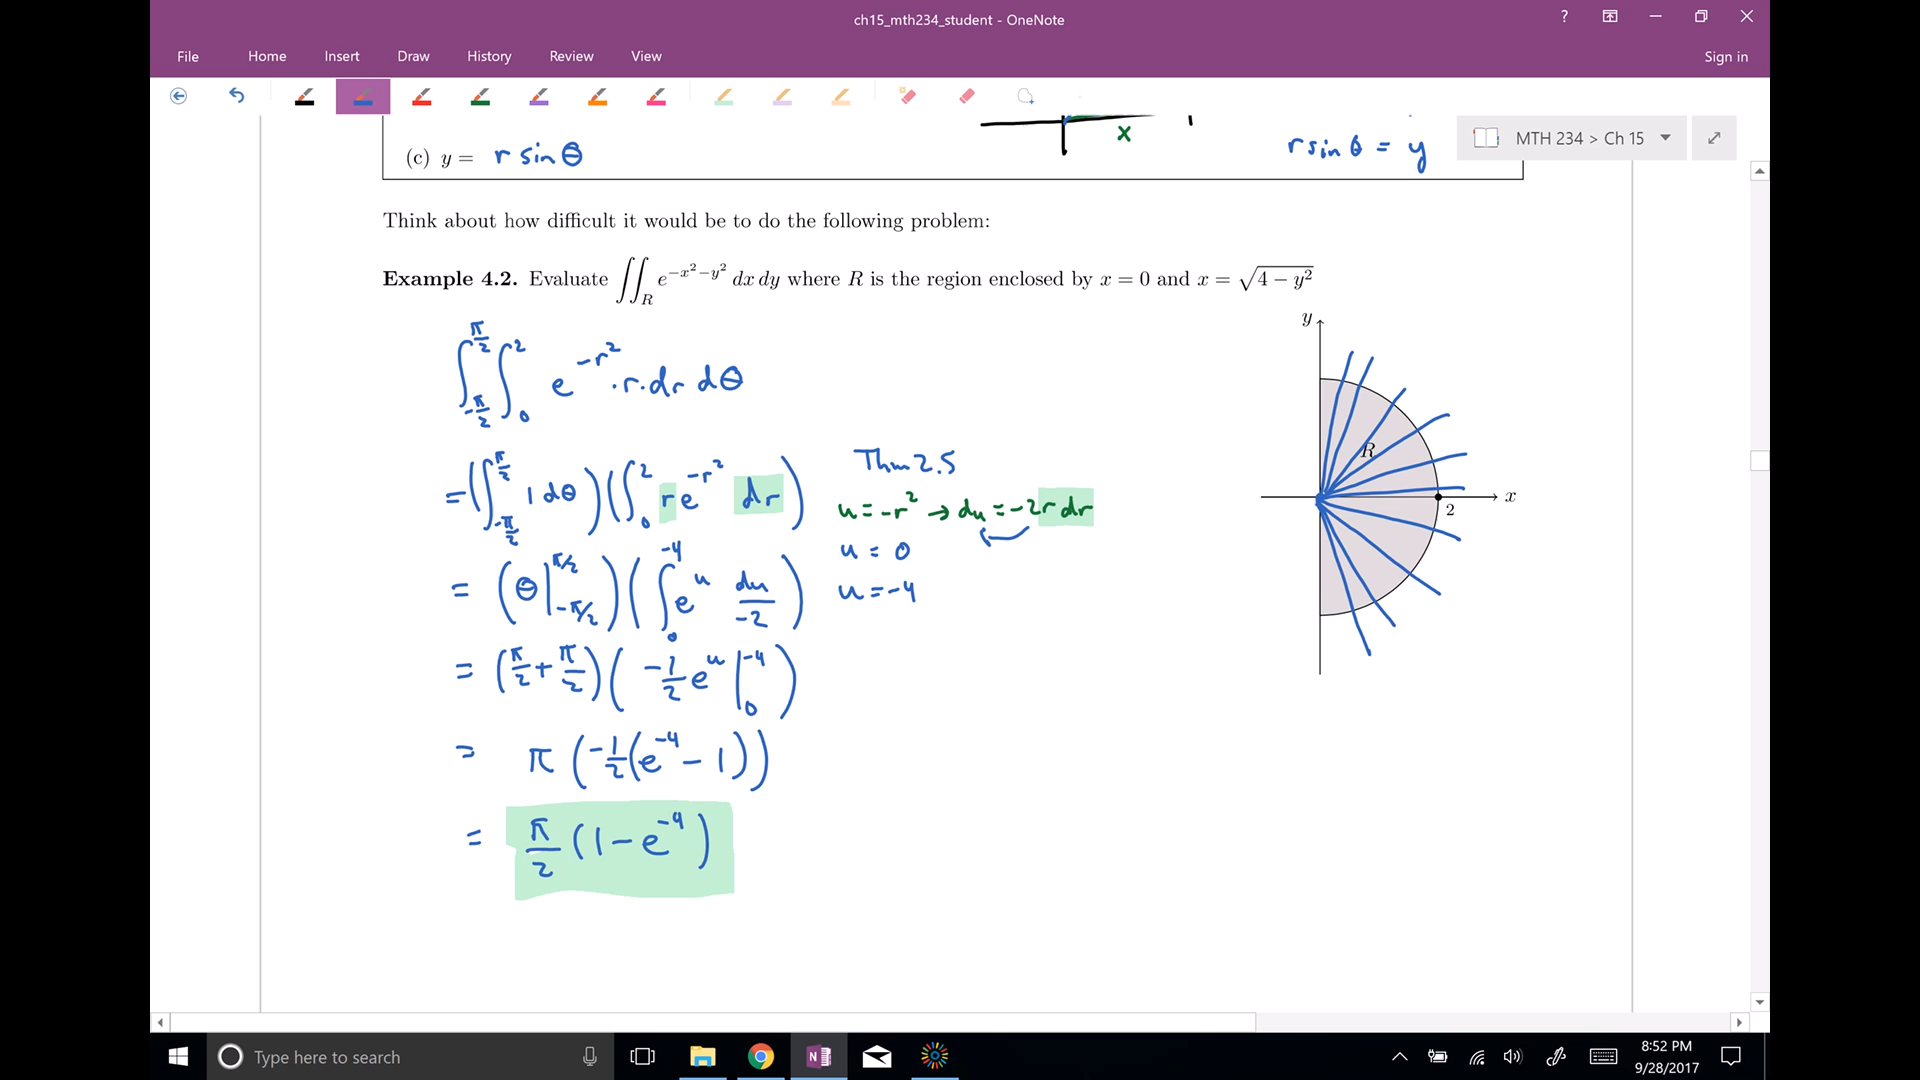 ch15_mth234_student - OneNote
?
File Home Insert Draw History Review View Sign in
MTH 234 > Ch 15
x
(c) y = r sin θ
r sin θ = y
Think about how difficult it would be to do the following problem:
Example 4.2. Evaluate ∬_R e^{-x²-y²} dx dy where R is the region enclosed by x = 0 and x = √(4 − y²)
∫_{-π/2}^{π/2} ∫_0^2 e^{-r²} · r · dr dθ
= (∫_{-π/2}^{π/2} 1 dθ)(∫_0^2 r e^{-r²} dr)
Thm 2.5
u = -r² → du = -2r dr
u = 0
u = -4
= (θ |_{-π/2}^{π/2})(∫_0^{-4} e^u du/-2)
= (π/2 + π/2)(-1/2 e^u |_0^{-4})
= π (-1/2 (e^{-4} - 1))
= π/2 (1 - e^{-4})
y
R
x
2
Type here to search
8:52 PM
9/28/2017